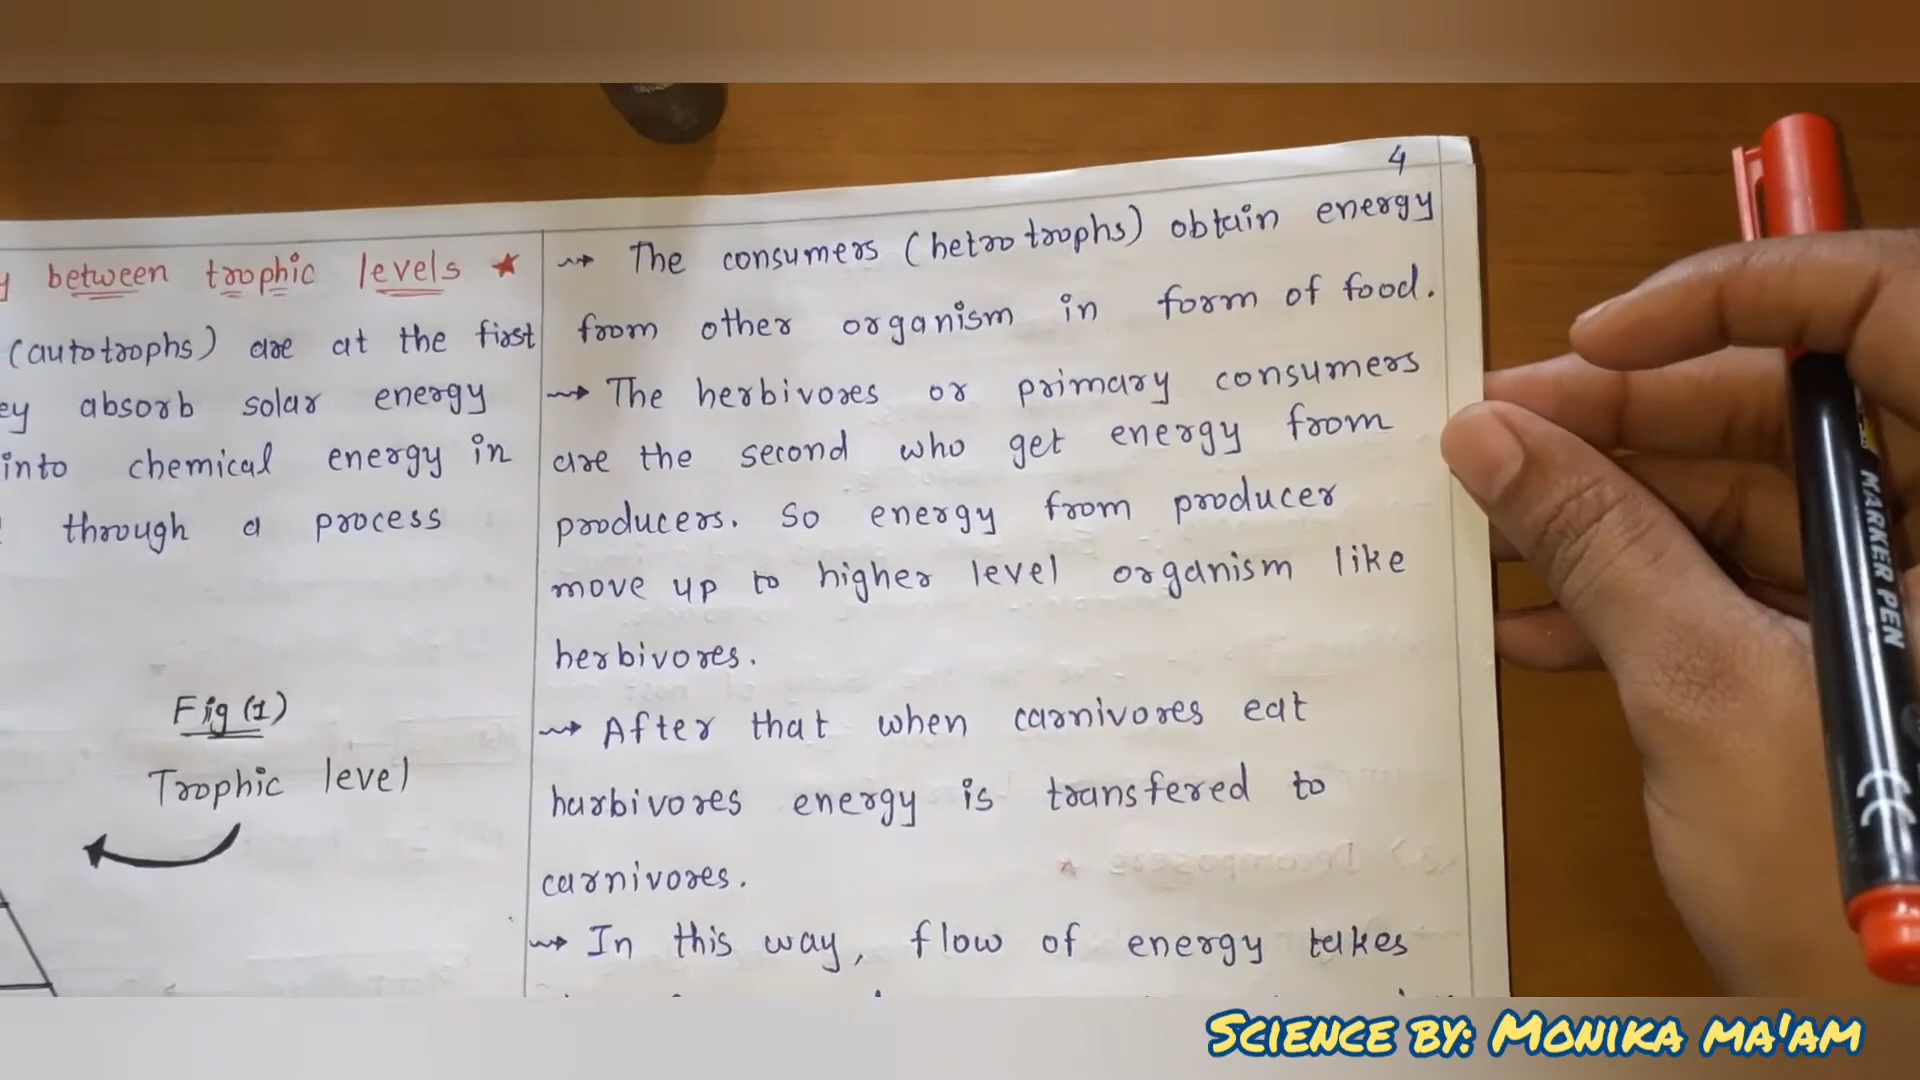 4
between trophic levels
(autotrophs) are at the first
ey absorb solar energy
into chemical energy in
through a process
Fig (1)
Trophic level
The consumers (hetrotrophs) obtain energy
from other organism in form of food.
The herbivores or primary consumers
are the second who get energy from
producers. So energy from producer
move up to higher level organism like
herbivores.
After that when carnivores eat
harbivores energy is transfered to
carnivores.
In this way, flow of energy takes
MARKER PEN
CE
SCIENCE BY: MONIKA MA'AM